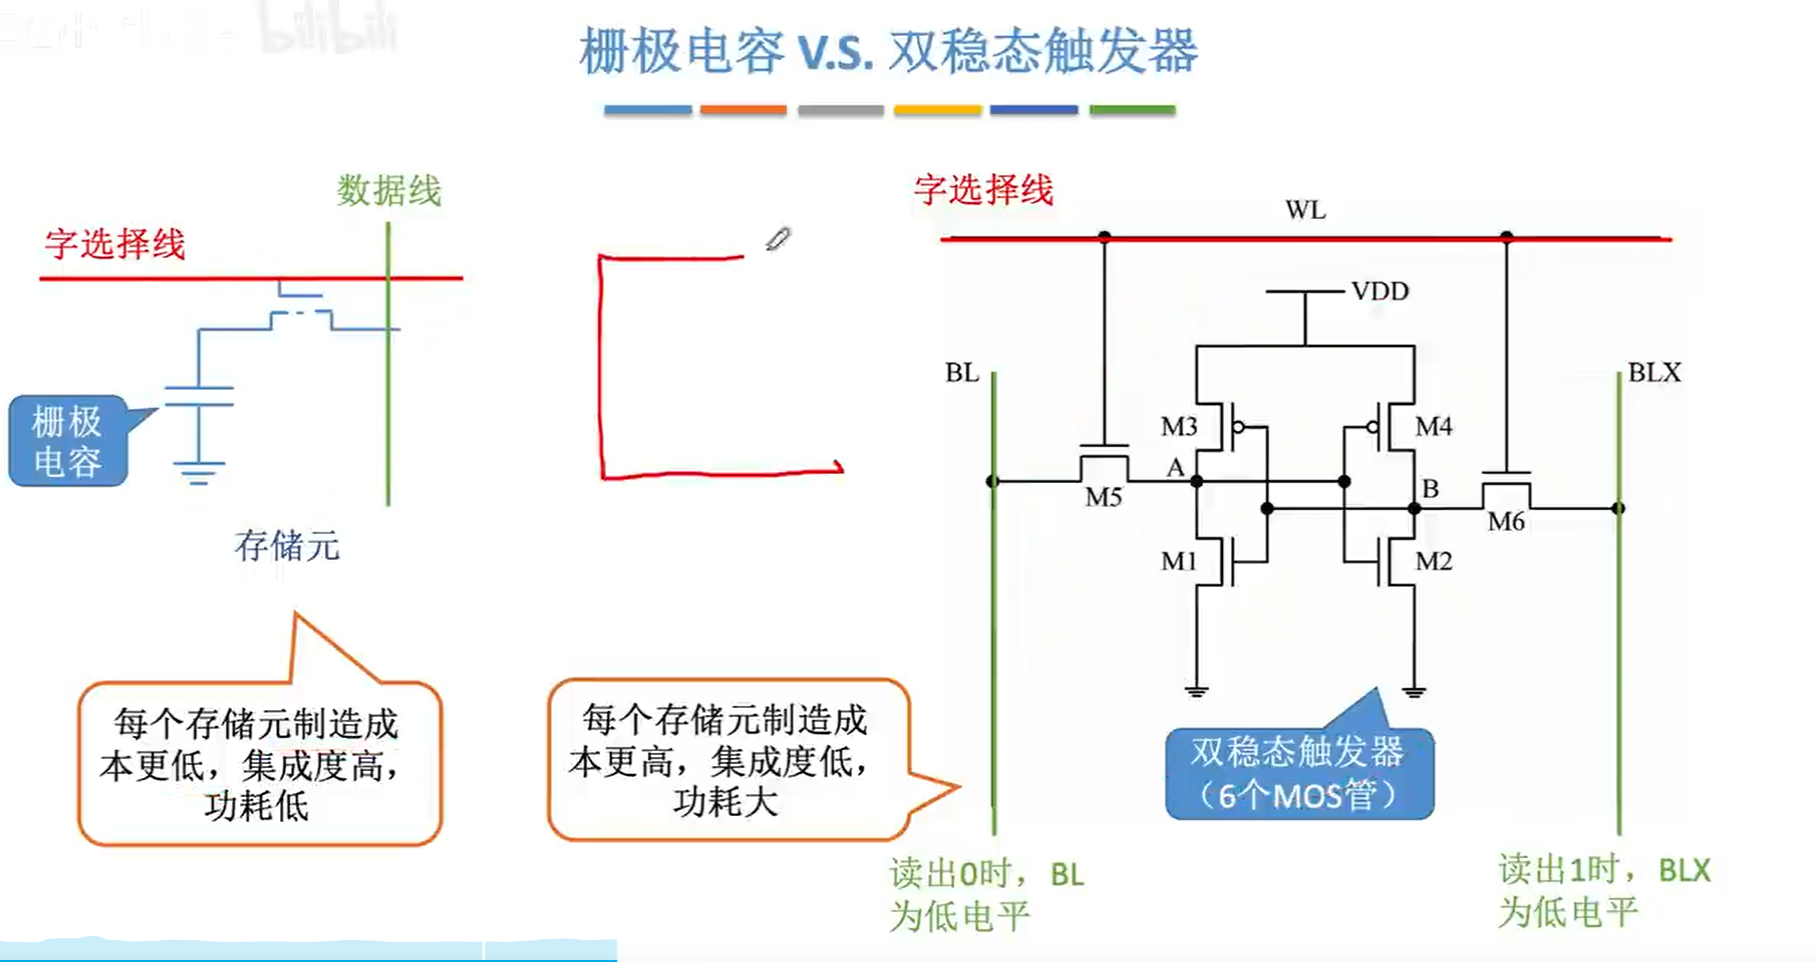 bilibili
栅极电容 V.S. 双稳态触发器
数据线
字选择线
栅极
电容
存储元
每个存储元制造成
本更低，集成度高，
功耗低
每个存储元制造成
本更高，集成度低，
功耗大
字选择线
WL
VDD
BL
BLX
M3
M4
A
B
M5
M6
M1
M2
双稳态触发器
（6个MOS管）
读出0时，BL
为低电平
读出1时，BLX
为低电平